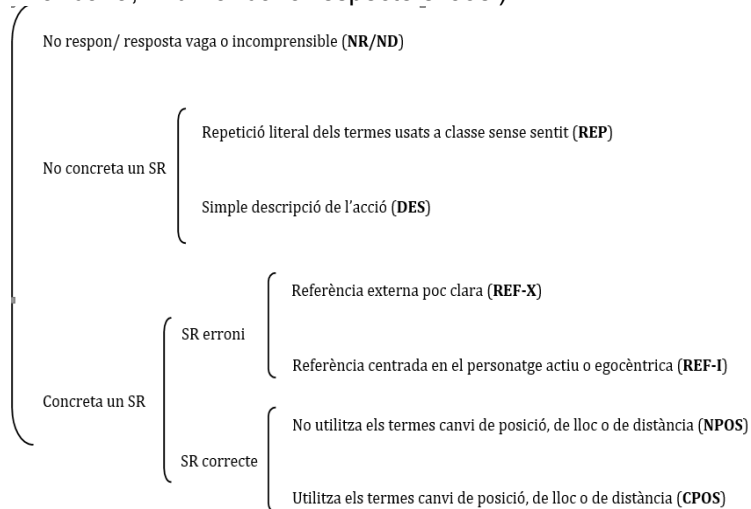 No respon/ resposta vaga o incomprensible (NR/ND)
Repetició literal dels termes usats a classe sense sentit (REP)
No concreta un SR
Simple descripció de l'acció (DES)
Referència externa poc clara (REF-X)
SR erroni
Referència centrada en el personatge actiu o egocèntrica (REF-I)
Concreta un SR
No utilitza els termes canvi de posició, de lloc o de distància (NPOS)
SR correcte
Utilitza els termes canvi de posició, de lloc o de distància (CPOS)